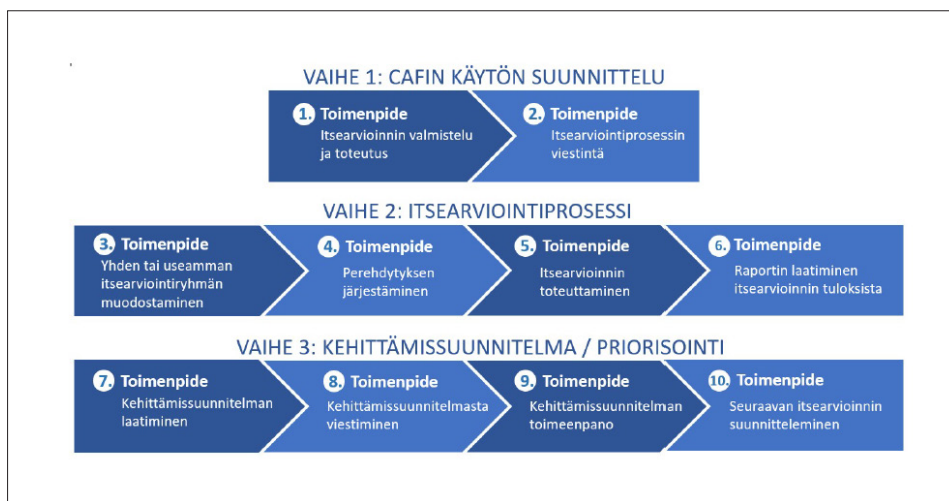 VAIHE 1: CAFIN KÄYTÖN SUUNNITTELU
1. Toimenpide
Itsearvioinnin valmistelu
ja toteutus
2. Toimenpide
Itsearviointiprosessin
viestintä
VAIHE 2: ITSEARVIOINTIPROSESSI
3. Toimenpide
Yhden tai useamman
itsearviointiryhmän
muodostaminen
4. Toimenpide
Perehdytyksen
järjestäminen
5. Toimenpide
Itsearvioinnin
toteuttaminen
6. Toimenpide
Raportin laatiminen
itsearvioinnin tuloksista
VAIHE 3: KEHITTÄMISSUUNNITELMA / PRIORISOINTI
7. Toimenpide
Kehittämissuunnitelman
laatiminen
8. Toimenpide
Kehittämissuunnitelmasta
viestiminen
9. Toimenpide
Kehittämissuunnitelman
toimeenpano
10. Toimenpide
Seuraavan itsearvioinnin
suunnitteleminen